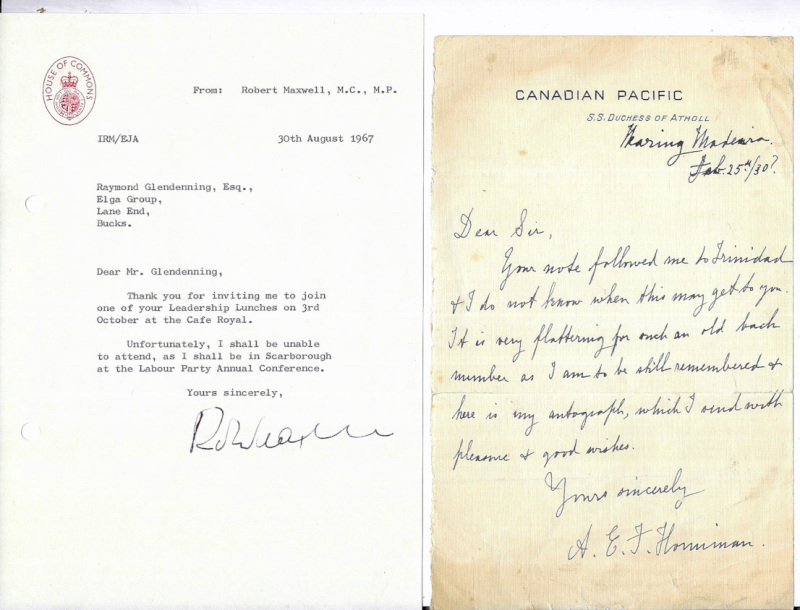 HOUSE OF COMMONS
From: Robert Maxwell, M.C., M.P.
IRM/EJA 30th August 1967
Raymond Glendenning, Esq.,
Elga Group,
Lane End,
Bucks.
Dear Mr. Glendenning,
Thank you for inviting me to join
one of your Leadership Lunches on 3rd
October at the Cafe Royal.
Unfortunately, I shall be unable
to attend, as I shall be in Scarborough
at the Labour Party Annual Conference.
Yours sincerely,
CANADIAN PACIFIC
S.S. DUCHESS OF ATHOLL
Nearing Madeira.
Feb. 25th/30?
Dear Sir,
Your note followed me to Trinidad
& I do not know when this may get to you.
It is very flattering for such an old back
number as I am to be still remembered &
here is my autograph, which I send with
pleasure & good wishes.
Yours sincerely
A. E. F. Horniman.